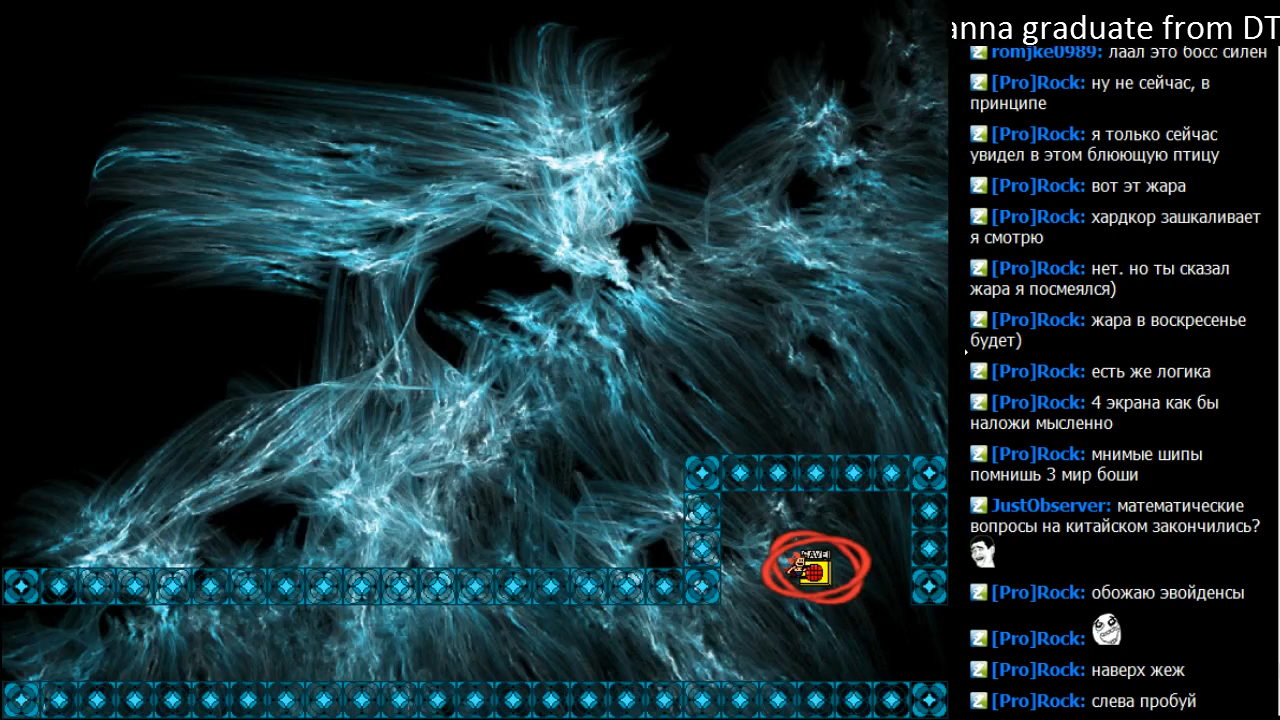 anna graduate from DT
romjke0989: лаал это босс силен
[Pro]Rock: ну не сейчас, в
принципе
[Pro]Rock: я только сейчас
увидел в этом блюющую птицу
[Pro]Rock: вот эт жара
[Pro]Rock: хардкор зашкаливает
я смотрю
[Pro]Rock: нет. но ты сказал
жара я посмеялся)
[Pro]Rock: жара в воскресенье
будет)
[Pro]Rock: есть же логика
[Pro]Rock: 4 экрана как бы
наложи мысленно
[Pro]Rock: мнимые шипы
помнишь 3 мир боши
JustObserver: математические
вопросы на китайском закончились?
[Pro]Rock: обожаю эвойденсы
[Pro]Rock:
[Pro]Rock: наверх жеж
[Pro]Rock: слева пробуй
SAVE!